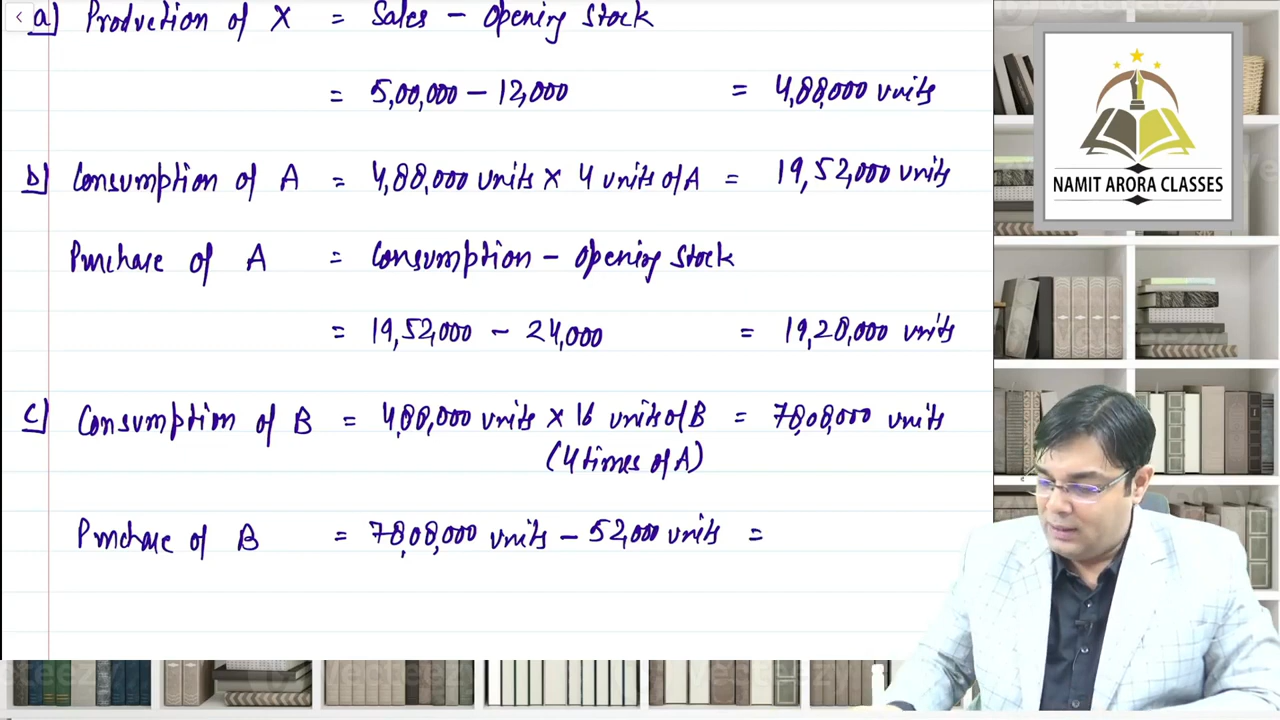 a) Production of X = Sales – Opening Stock
= 5,00,000 – 12,000 = 4,88,000 units
b) Consumption of A = 4,88,000 units × 4 units of A = 19,52,000 units
Purchase of A = Consumption – Opening Stock
= 19,52,000 – 24,000 = 19,28,000 units
c) Consumption of B = 4,88,000 units × 16 units of B = 78,08,000 units
(4 times of A)
Purchase of B = 78,08,000 units – 52,000 units =
NAMIT ARORA CLASSES